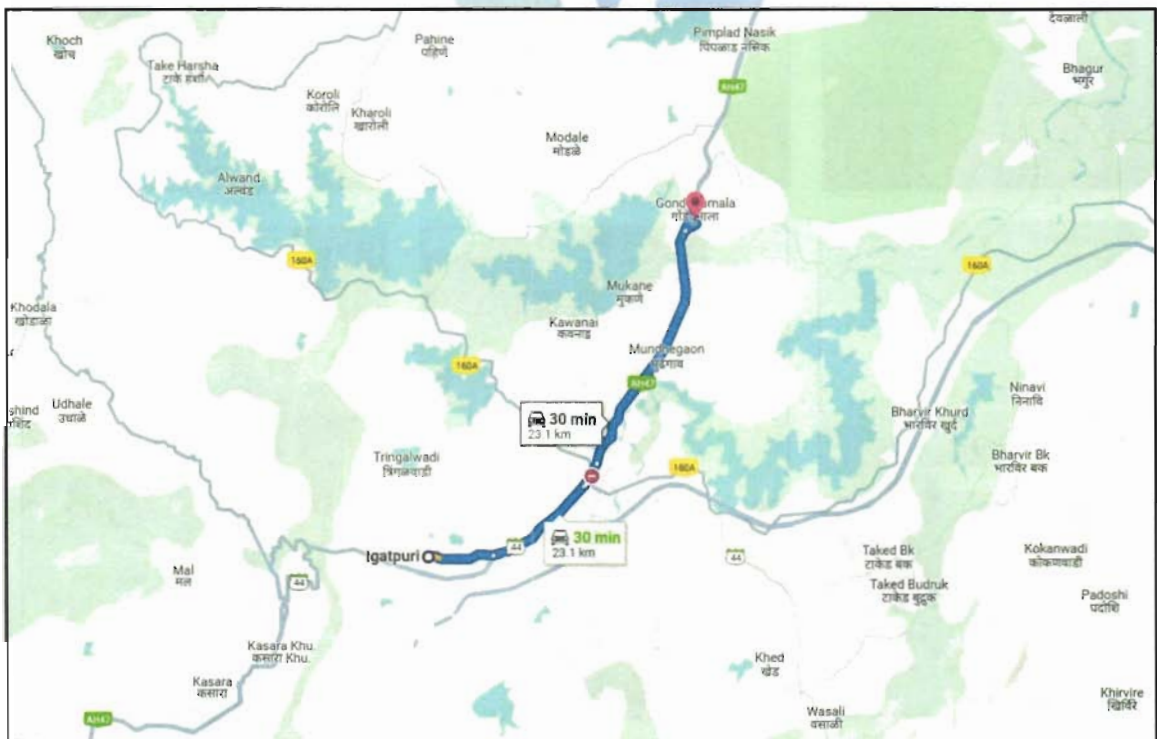 Khoch
खोच
Pahine
पहिणे
Pimplad Nasik
पिंपळाड नसिक
देवळाली
Bhagur
भगुर
Take Harsha
टाके हर्शा
AH47
Koroli
कोरोलि
Kharoli
खारोली
Modale
मोडळे
Alwand
अल्वंड
160A
160A
Mukane
मुकणे
Khodala
खोडाळा
Kawanai
कवनाइ
160A
AH47
30 min
23.1 km
Udhale
उधाळे
Ninavi
निनावि
Bharvir Khurd
भारविर खुर्द
Tringalwadi
त्रिंगळवाडी
160A
Bharvir Bk
भारविर बक
30 min
23.1 km
Igatpuri
44
44
44
Taked Bk
टाकेड बक
Kokanwadi
कोकणवाडी
Mal
मल
Taked Budruk
टाकेड बुद्रुक
Padoshi
पदोशि
Kasara Khu.
कसारा Khu.
Khed
खेड
Kasara
कसारा
AH47
Wasali
वसाळी
Khirvire
खिर्विरे